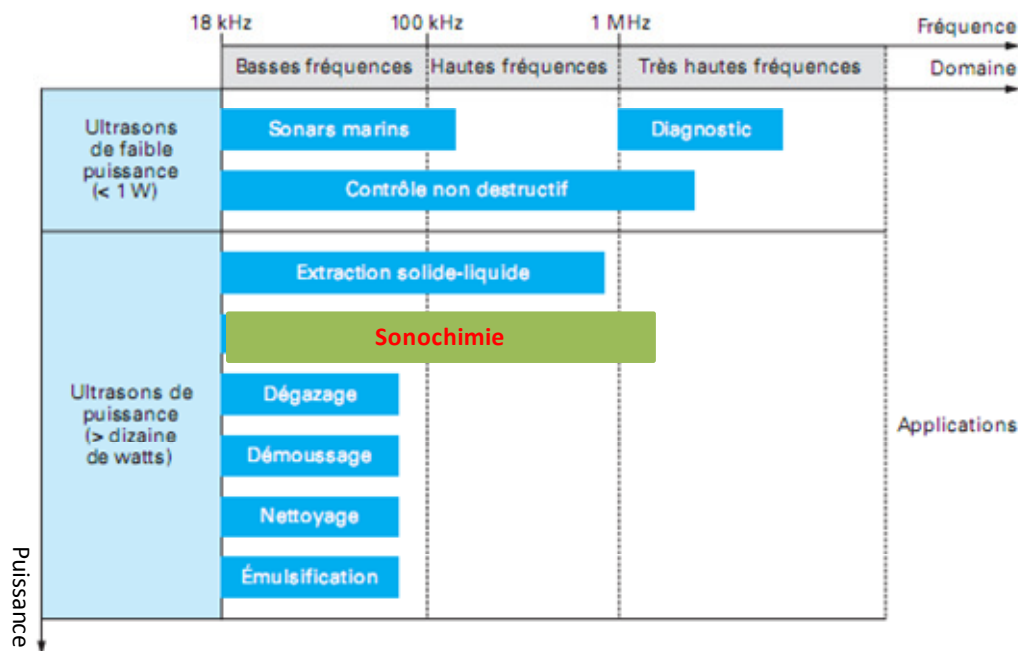 18 kHz 100 kHz 1 MHz Fréquence
Basses fréquences Hautes fréquences Très hautes fréquences Domaine
Ultrasons
de faible
puissance
(< 1 W)
Sonars marins Diagnostic
Contrôle non destructif
Extraction solide-liquide
Sonochimie
Ultrasons de
puissance
(> dizaine
de watts)
Dégazage
Démoussage
Nettoyage
Émulsification
Applications
Puissance